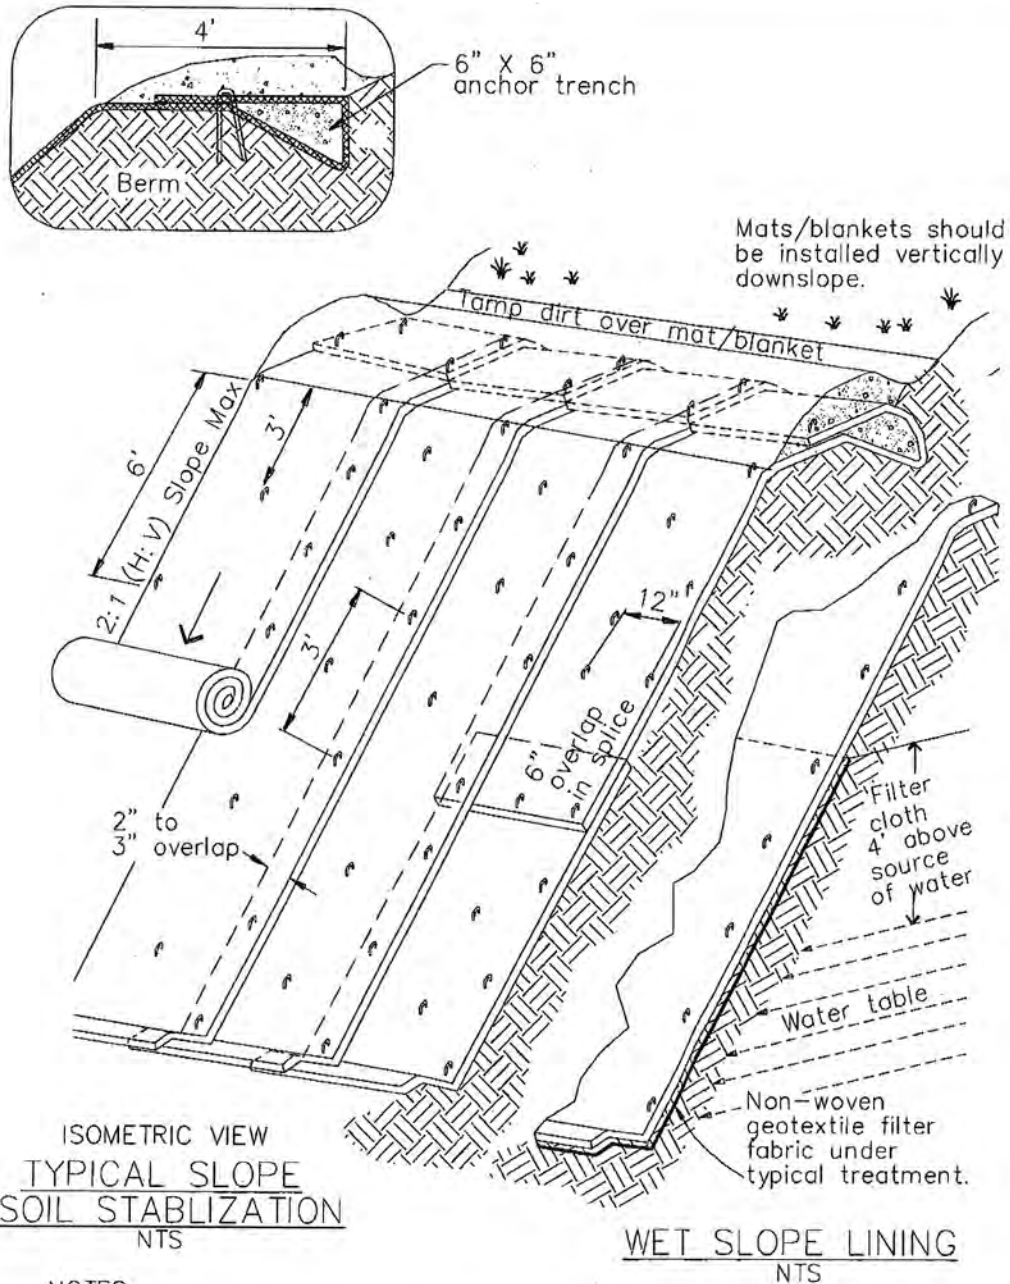 4'
6" X 6"
anchor trench
Berm
Mats/blankets should
be installed vertically
downslope.
Tamp dirt over mat/blanket
6'
2:1 (H:V) Slope Max
3'
12"
3'
6"
overlap
in splice
2" to
3" overlap
Filter
cloth
4' above
source
of water
Water table
Non-woven
geotextile filter
fabric under
typical treatment.
ISOMETRIC VIEW
TYPICAL SLOPE
SOIL STABLIZATION
NTS
WET SLOPE LINING
NTS